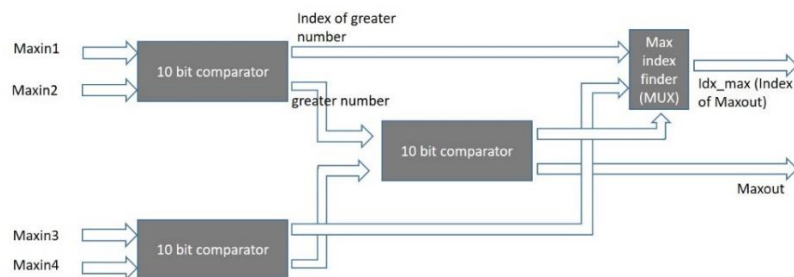 Index of greater
number
Maxin1
Maxin2
10 bit comparator
greater number
Max
index
finder
(MUX)
Idx_max (Index
of Maxout)
10 bit comparator
Maxout
Maxin3
Maxin4
10 bit comparator